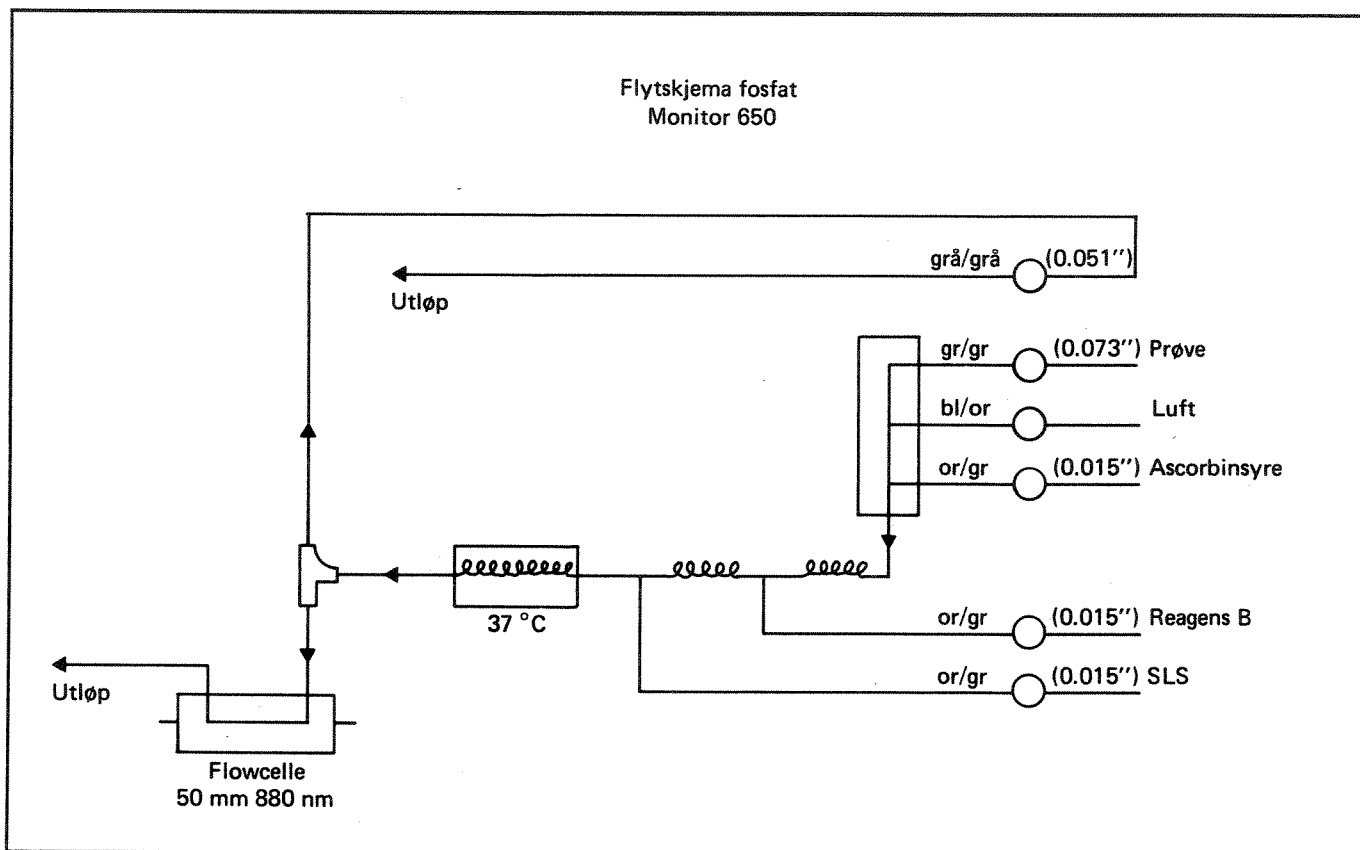 Flytskjema fosfat
Monitor 650
grå/grå (0.051’’)
Utløp
gr/gr (0.073’’) Prøve
bl/or Luft
or/gr (0.015’’) Ascorbinsyre
37 °C
or/gr (0.015’’) Reagens B
or/gr (0.015’’) SLS
Utløp
Flowcelle
50 mm 880 nm